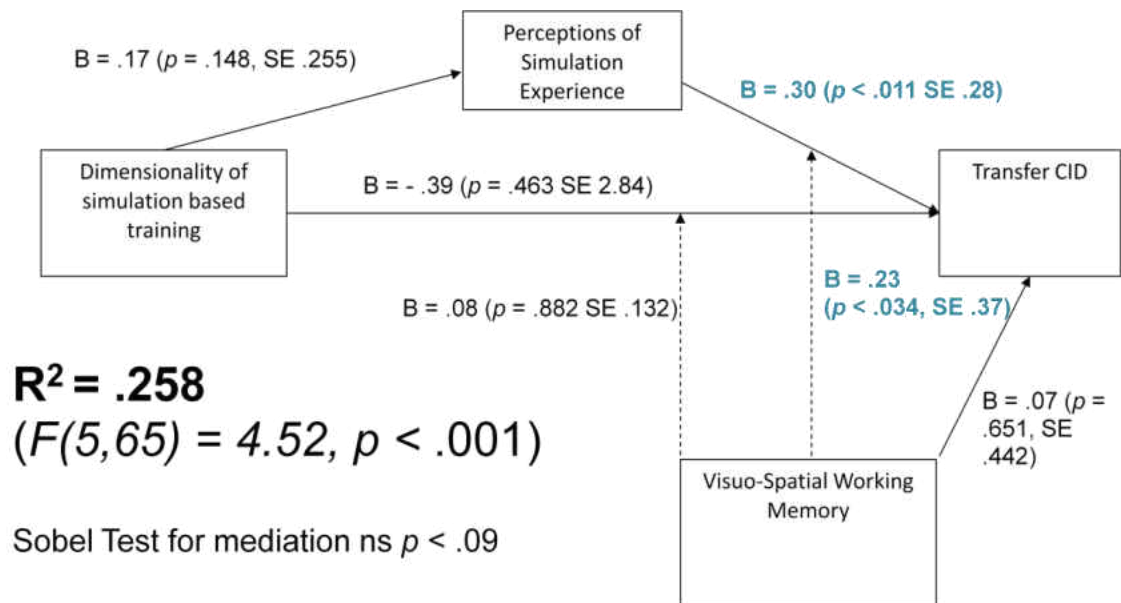 B = .17 (p = .148, SE .255)
Perceptions of
Simulation
Experience
B = .30 (p < .011 SE .28)
Dimensionality of
simulation based
training
B = - .39 (p = .463 SE 2.84)
Transfer CID
B = .08 (p = .882 SE .132)
B = .23
(p < .034, SE .37)
R² = .258
(F(5,65) = 4.52, p < .001)
B = .07 (p =
.651, SE
.442)
Visuo-Spatial Working
Memory
Sobel Test for mediation ns p < .09